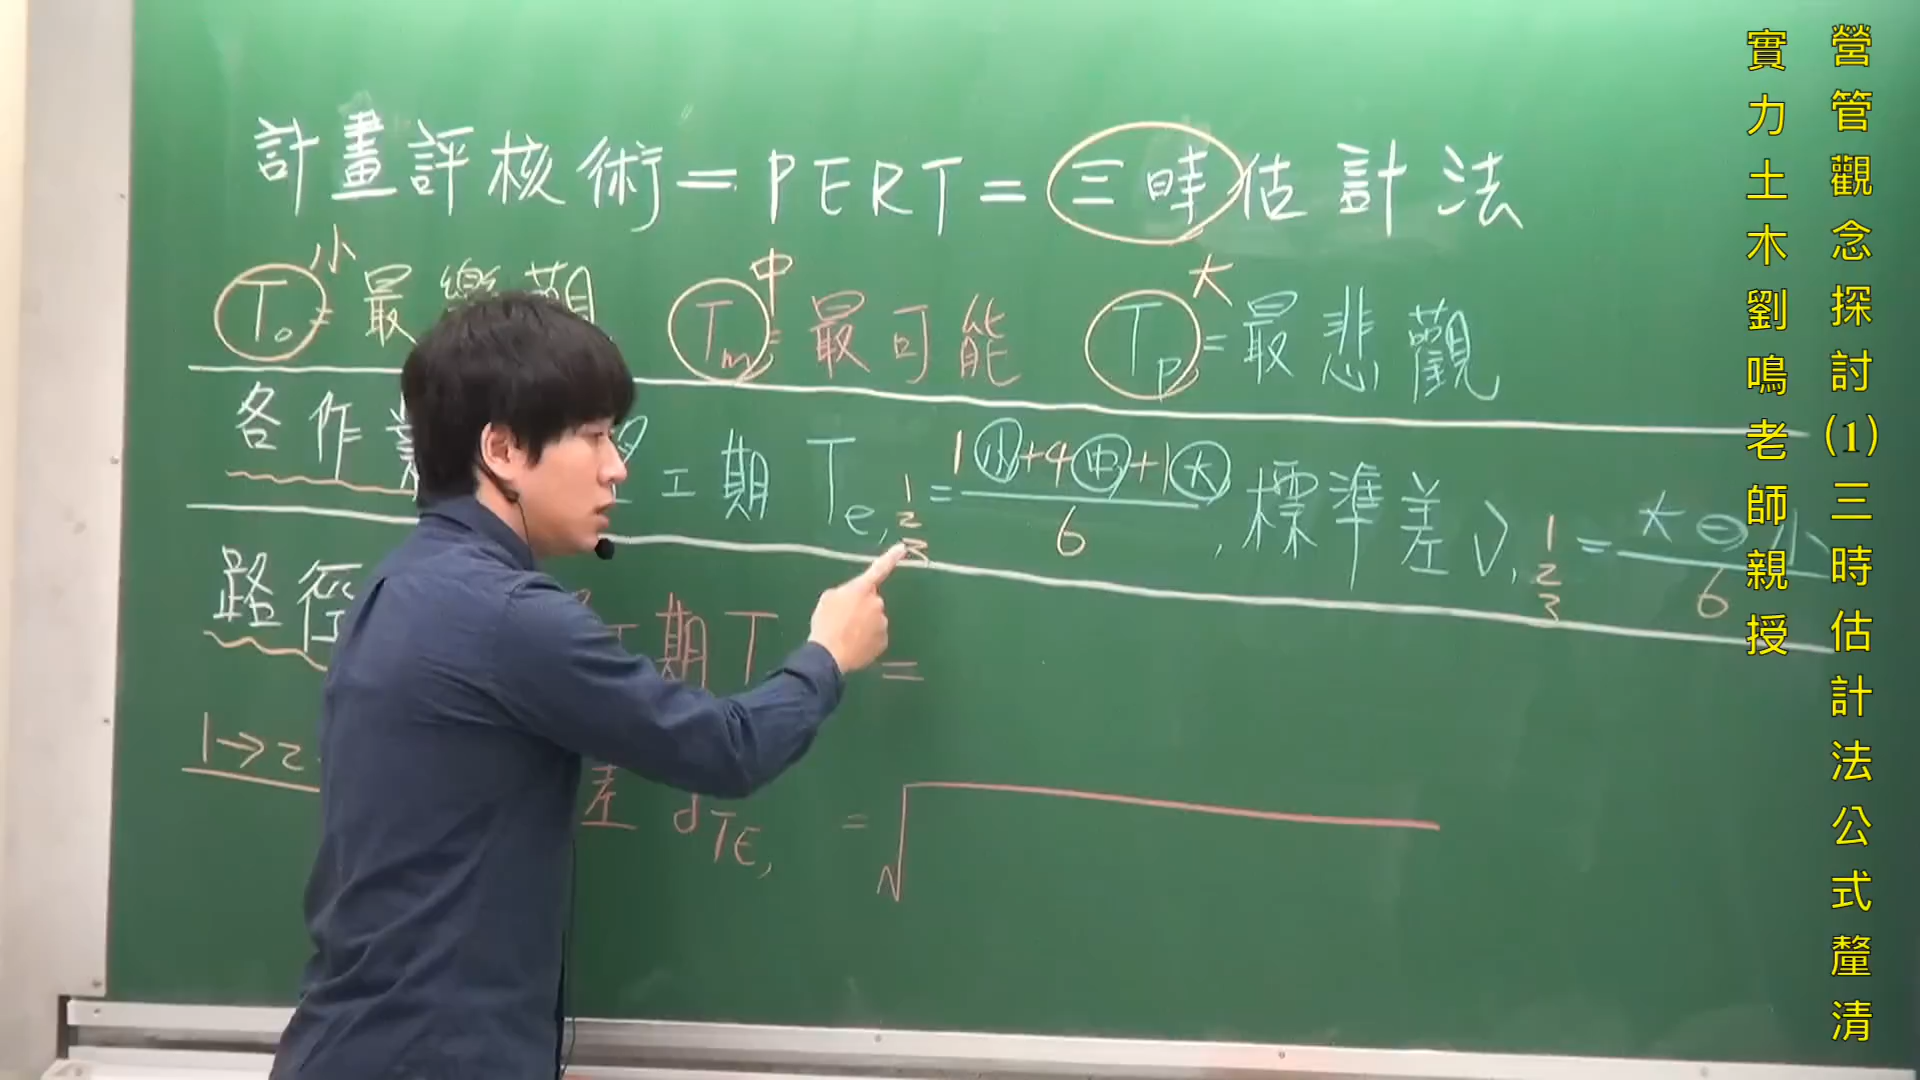 營管觀念探討(1)三時估計法公式釐清
實力土木劉鳴老師親授
計畫評核術=PERT=三時估計法
小 中 大
To=最樂觀 Tm=最可能 Tp=最悲觀
各作業 工期 Te,1 2 3 = 1小+4中+1大 / 6 , 標準差 ν,1 2 3 = 大⊖小 / 6
路徑 工期 T =
1→2
差 σTE, = √